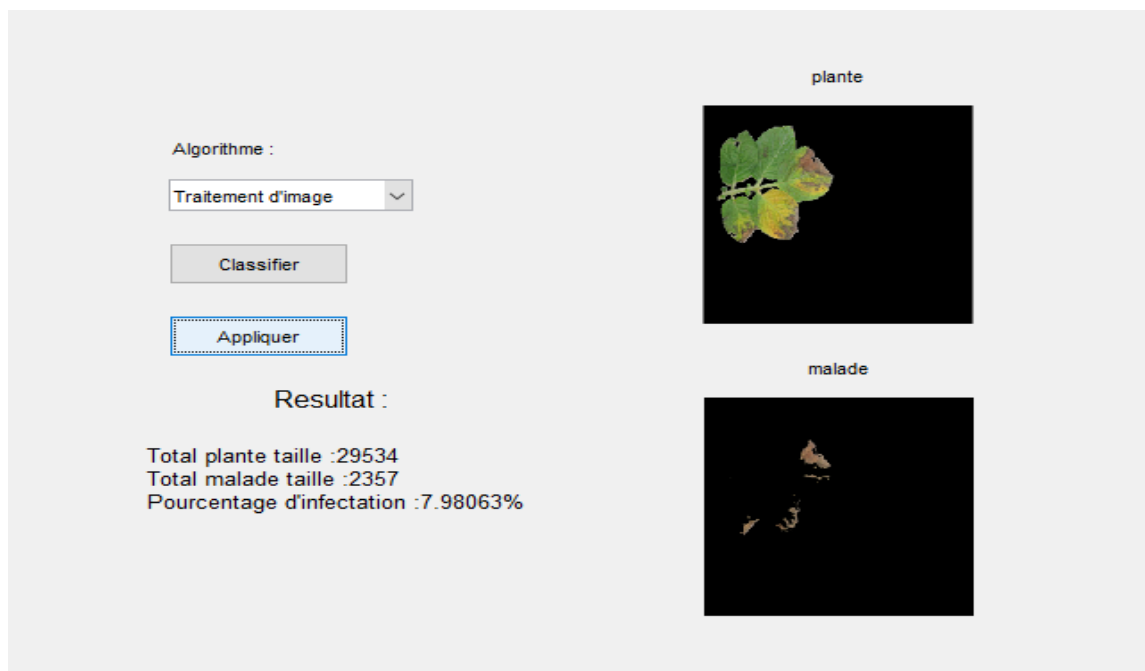 plante
Algorithme :
Traitement d'image
Classifier
Appliquer
malade
Resultat :
Total plante taille :29534
Total malade taille :2357
Pourcentage d'infectation :7.98063%